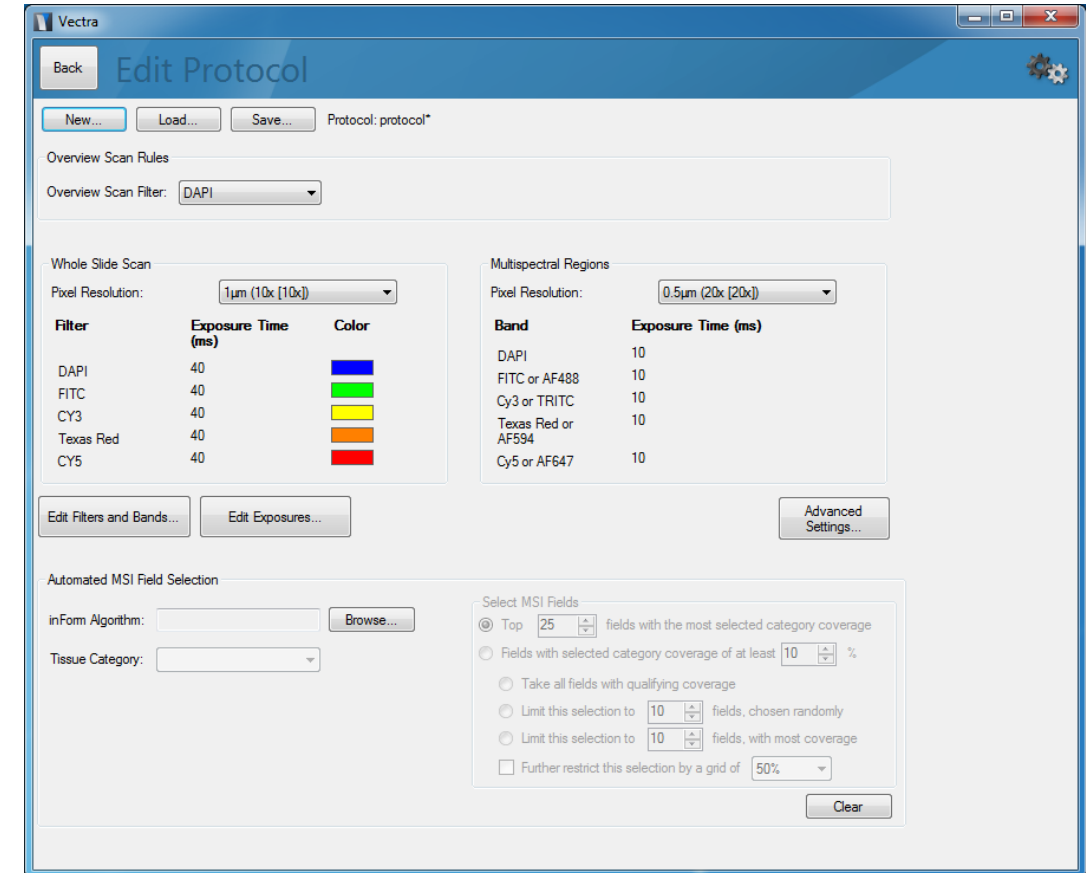 Vectra
Back
Edit Protocol
New...
Load...
Save...
Protocol: protocol*
Overview Scan Rules
Overview Scan Filter: DAPI
Whole Slide Scan
Pixel Resolution: 1µm (10x [10x])
Filter Exposure Time (ms) Color
DAPI 40
FITC 40
CY3 40
Texas Red 40
CY5 40
Multispectral Regions
Pixel Resolution: 0.5µm (20x [20x])
Band Exposure Time (ms)
DAPI 10
FITC or AF488 10
Cy3 or TRITC 10
Texas Red or AF594 10
Cy5 or AF647 10
Edit Filters and Bands...
Edit Exposures...
Advanced
Settings...
Automated MSI Field Selection
inForm Algorithm:
Browse...
Tissue Category:
Select MSI Fields
Top 25 fields with the most selected category coverage
Fields with selected category coverage of at least 10 %
Take all fields with qualifying coverage
Limit this selection to 10 fields, chosen randomly
Limit this selection to 10 fields, with most coverage
Further restrict this selection by a grid of 50%
Clear